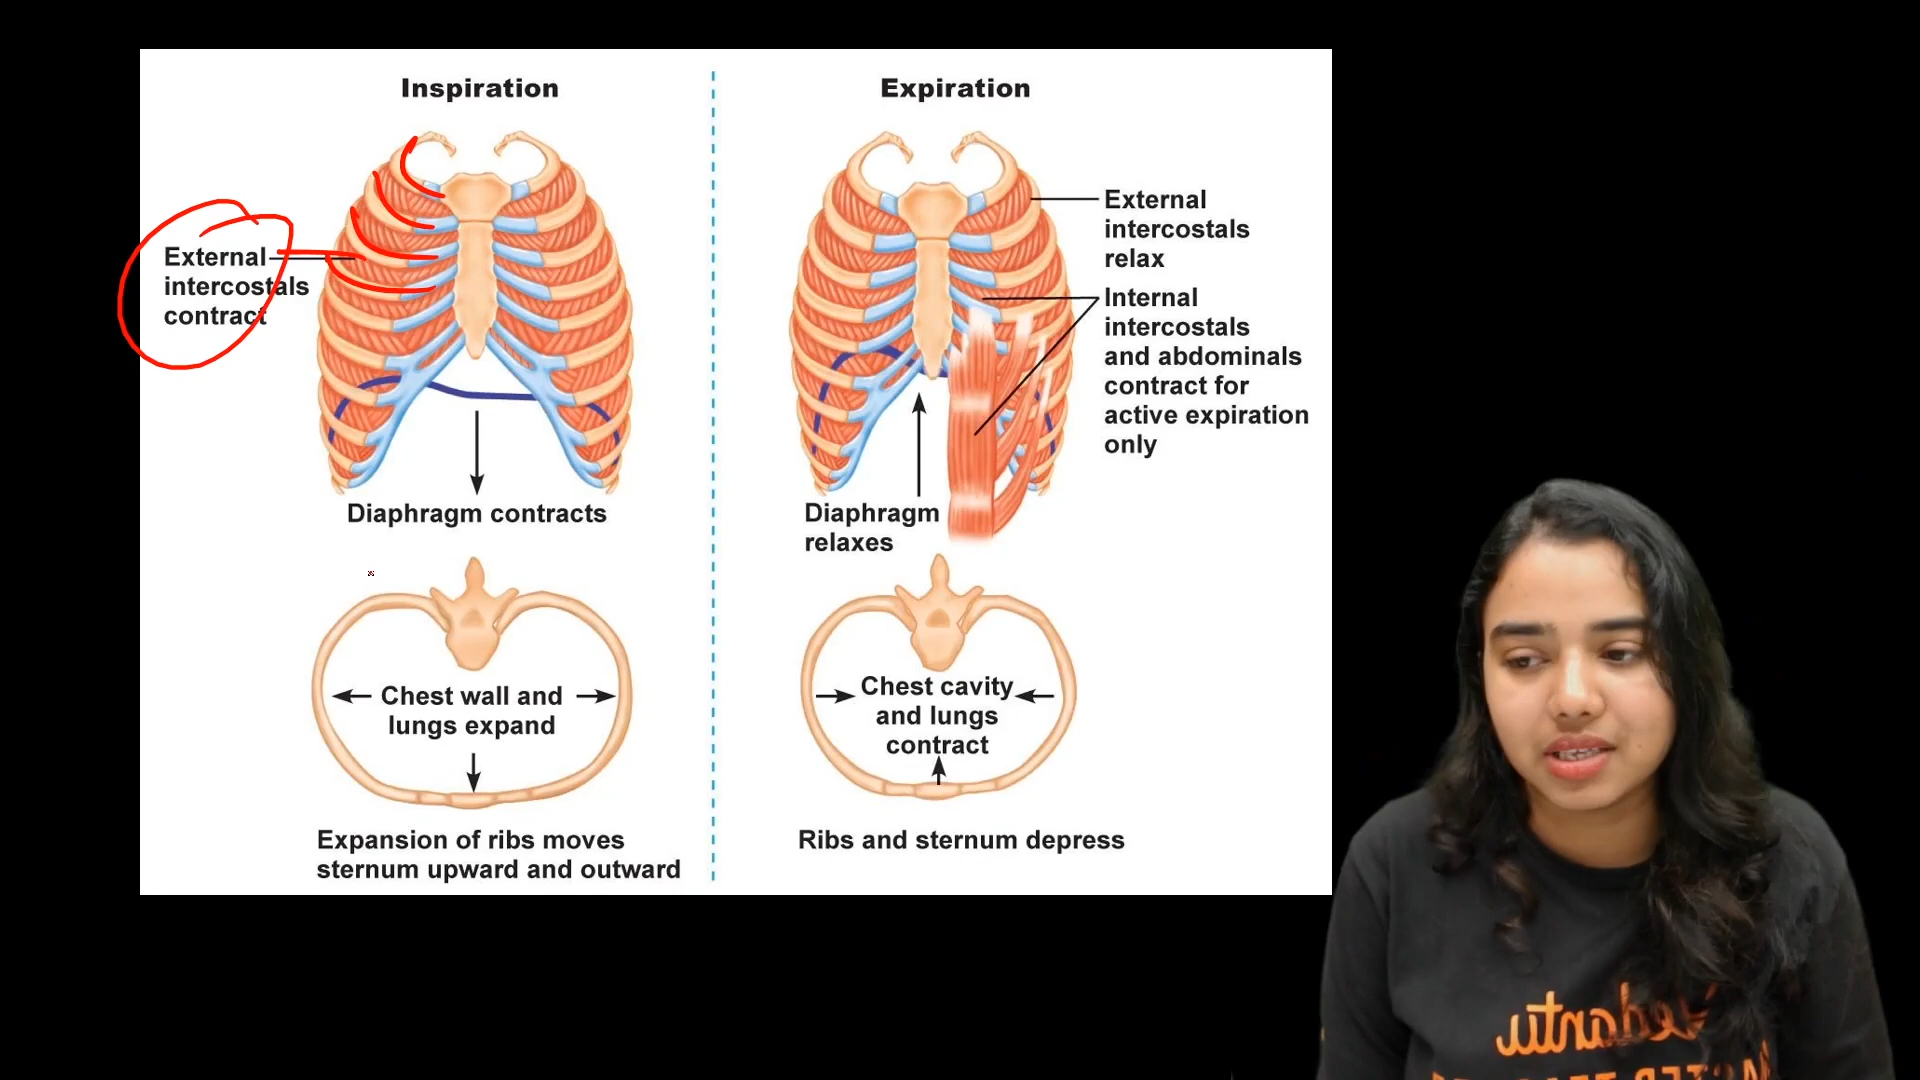 Inspiration
External
intercostals
contract
Diaphragm contracts
Chest wall and
lungs expand
Expansion of ribs moves
sternum upward and outward
Expiration
External
intercostals
relax
Internal
intercostals
and abdominals
contract for
active expiration
only
Diaphragm
relaxes
Chest cavity
and lungs
contract
Ribs and sternum depress
Vedantu